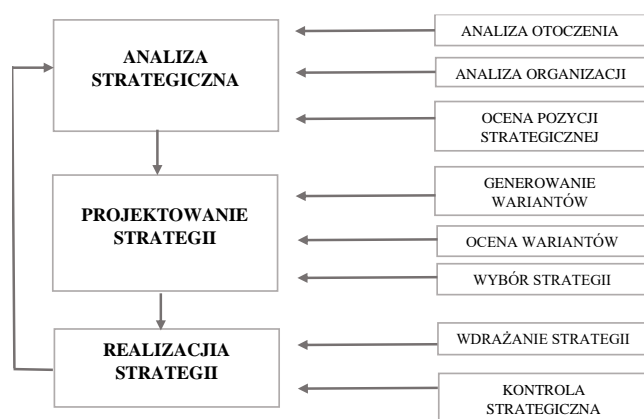 ANALIZA
STRATEGICZNA
ANALIZA OTOCZENIA
ANALIZA ORGANIZACJI
OCENA POZYCJI
STRATEGICZNEJ
PROJEKTOWANIE
STRATEGII
GENEROWANIE
WARIANTÓW
OCENA WARIANTÓW
WYBÓR STRATEGII
REALIZACJIA
STRATEGII
WDRAŻANIE STRATEGII
KONTROLA
STRATEGICZNA